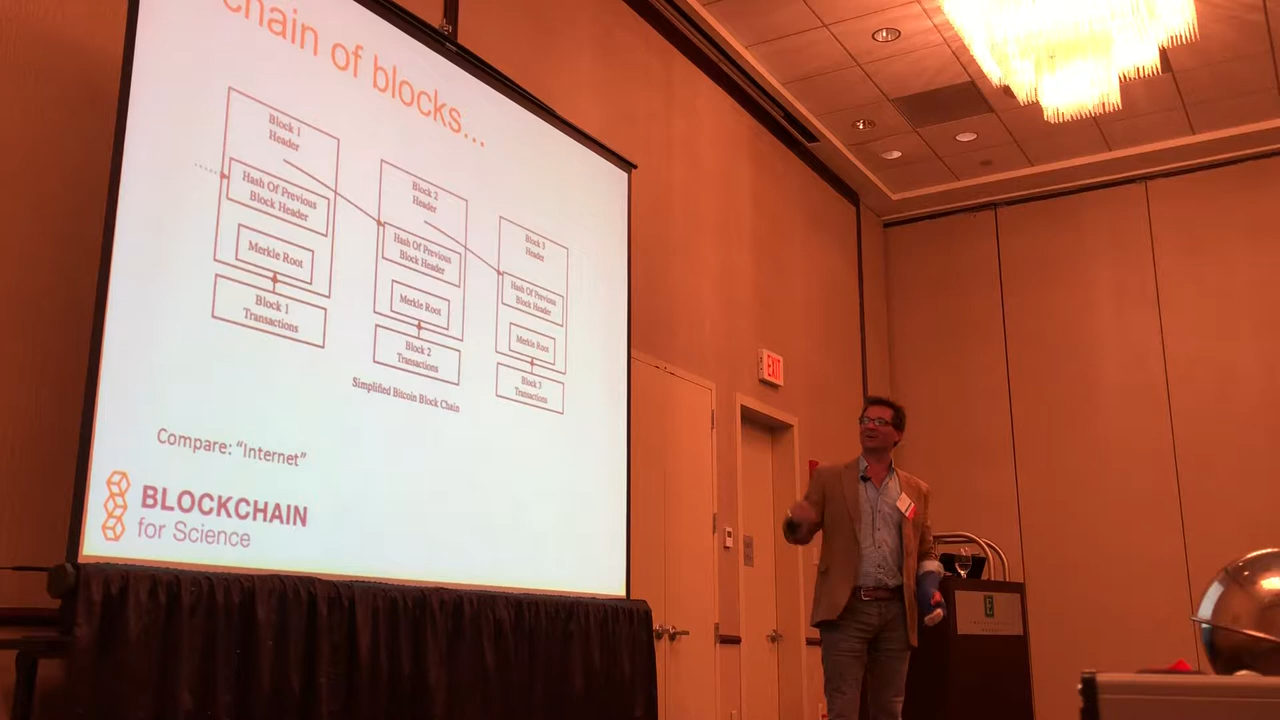 chain of blocks...
Block 1
Header
Hash Of Previous
Block Header
Merkle Root
Block 1
Transactions
Block 2
Header
Hash Of Previous
Block Header
Merkle Root
Block 2
Transactions
Block 3
Header
Hash Of Previous
Block Header
Merkle Root
Block 3
Transactions
Simplified Bitcoin Block Chain
Compare: “Internet”
BLOCKCHAIN
for Science
EXIT
E